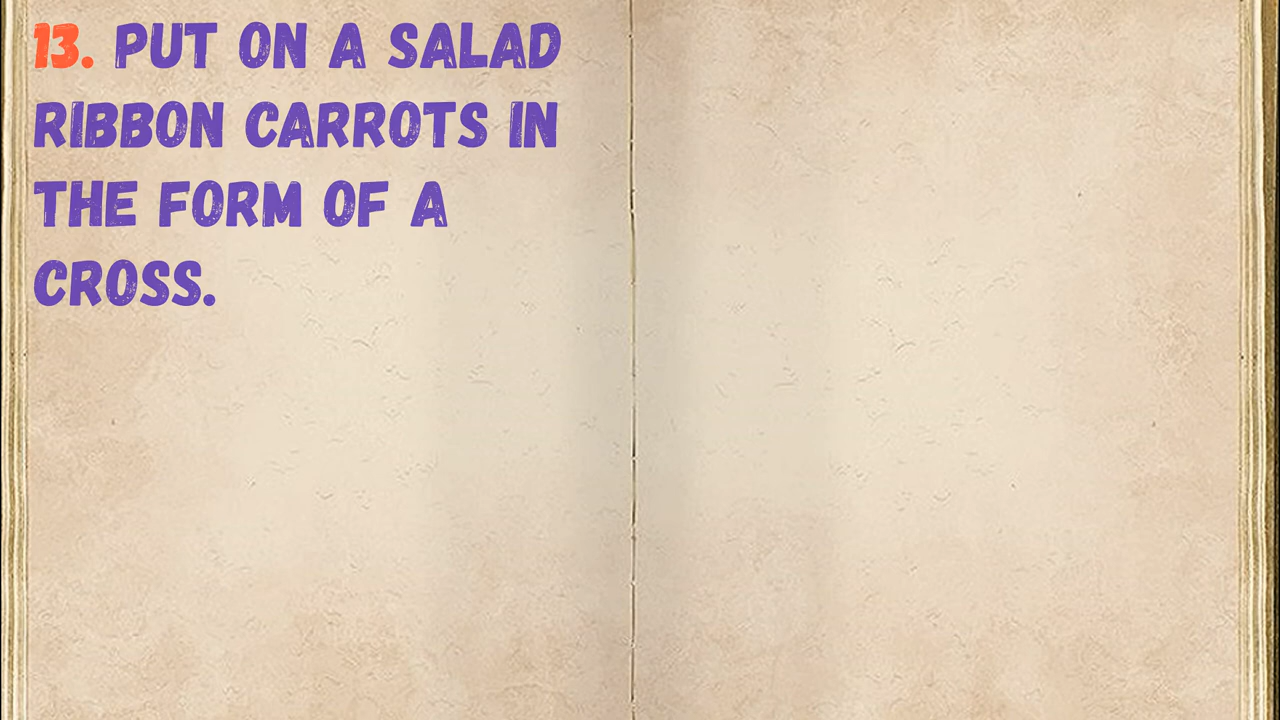 13. PUT ON A SALAD
RIBBON CARROTS IN
THE FORM OF A
CROSS.